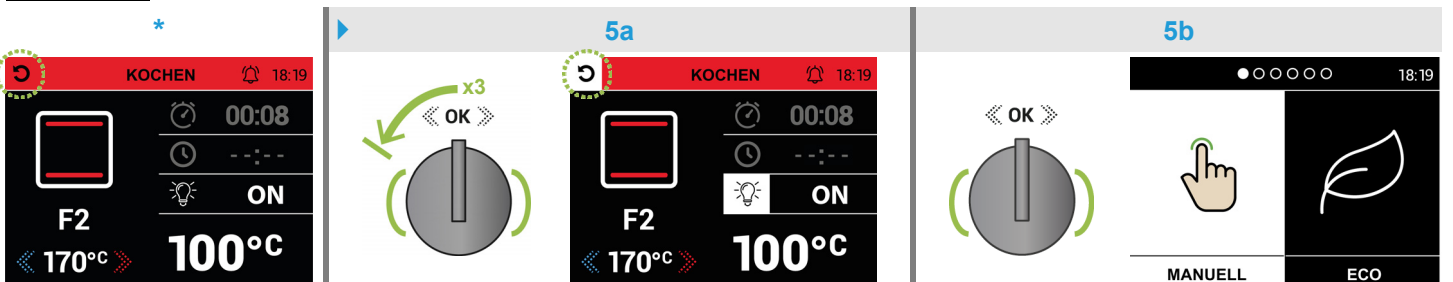 *
5a
5b
KOCHEN 18:19
00:08
--:--
ON
F2
170°C
100°C
x3
OK
KOCHEN 18:19
00:08
--:--
ON
F2
170°C
100°C
OK
18:19
MANUELL
ECO